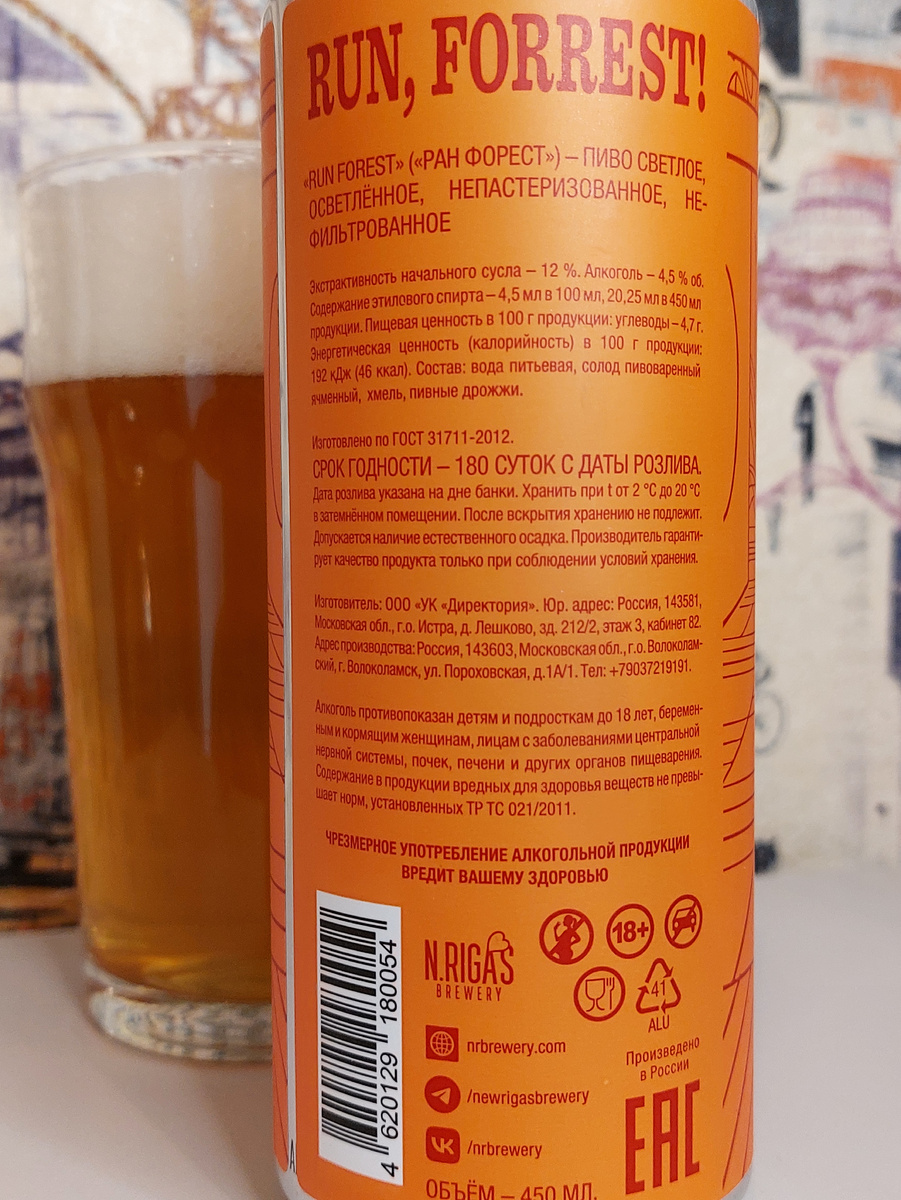 RUN, FORREST!
«RUN FOREST» («РАН ФОРЕСТ») – ПИВО СВЕТЛОЕ,
ОСВЕТЛЁННОЕ, НЕПАСТЕРИЗОВАННОЕ, НЕ-
ФИЛЬТРОВАННОЕ
Экстрактивность начального сусла – 12 %. Алкоголь – 4,5 % об.
Содержание этилового спирта – 4,5 мл в 100 мл, 20,25 мл в 450 мл
продукции. Пищевая ценность в 100 г продукции: углеводы – 4,7 г.
Энергетическая ценность (калорийность) в 100 г продукции:
192 кДж (46 ккал). Состав: вода питьевая, солод пивоваренный
ячменный, хмель, пивные дрожжи.
Изготовлено по ГОСТ 31711-2012.
СРОК ГОДНОСТИ – 180 СУТОК С ДАТЫ РОЗЛИВА.
Дата розлива указана на дне банки. Хранить при t от 2 °С до 20 °С
в затемнённом помещении. После вскрытия хранению не подлежит.
Допускается наличие естественного осадка. Производитель гаранти-
рует качество продукта только при соблюдении условий хранения.
Изготовитель: ООО «УК «Директория». Юр. адрес: Россия, 143581,
Московская обл., г.о. Истра, д. Лешково, зд. 212/2, этаж 3, кабинет 82.
Адрес производства: Россия, 143603, Московская обл., г.о. Волоколам-
ский, г. Волоколамск, ул. Пороховская, д.1А/1. Тел: +79037219191.
Алкоголь противопоказан детям и подросткам до 18 лет, беремен-
ным и кормящим женщинам, лицам с заболеваниями центральной
нервной системы, почек, печени и других органов пищеварения.
Содержание в продукции вредных для здоровья веществ не превы-
шает норм, установленных ТР ТС 021/2011.
ЧРЕЗМЕРНОЕ УПОТРЕБЛЕНИЕ АЛКОГОЛЬНОЙ ПРОДУКЦИИ
ВРЕДИТ ВАШЕМУ ЗДОРОВЬЮ
4 620129 180054
N.RIGAS
BREWERY
18+
41
ALU
nrbrewery.com
/newrigasbrewery
/nrbrewery
Произведено
в России
EAC
ОБЪЁМ – 450 МЛ.